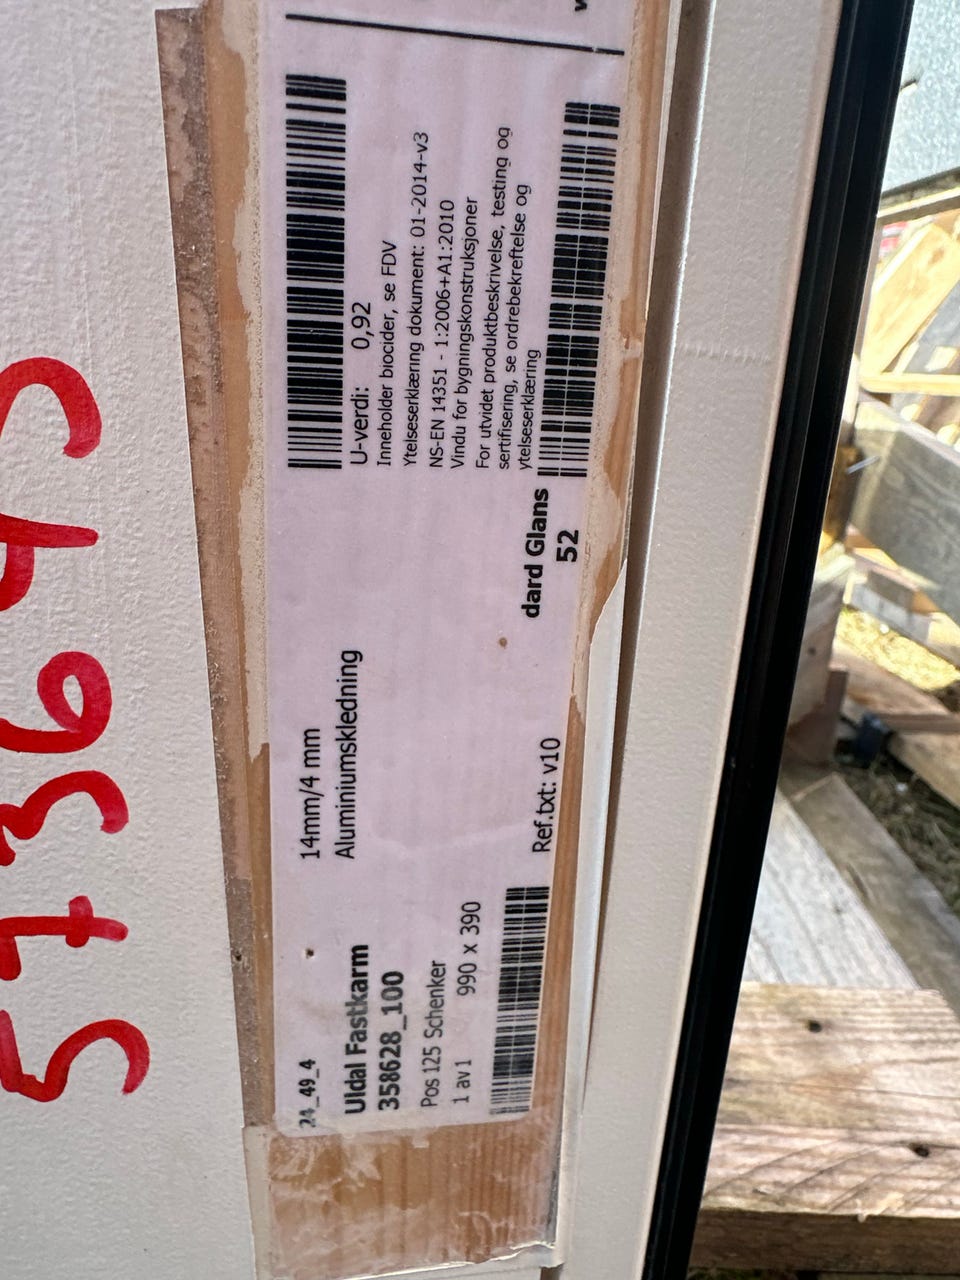 24_49_4
Uldal Fastkarm
358628_100
Pos 125 Schenker
1 av 1 990 x 390
14mm/4 mm
Aluminiumskledning
Ref.txt: v10
dard Glans
52
U-verdi: 0,92
Inneholder biocider, se FDV
Ytelseserklæring dokument: 01-2014-v3
NS-EN 14351 - 1:2006+A1:2010
Vindu for bygningskonstruksjoner
For utvidet produktbeskrivelse, testing og
sertifisering, se ordrebekreftelse og
ytelseserklæring